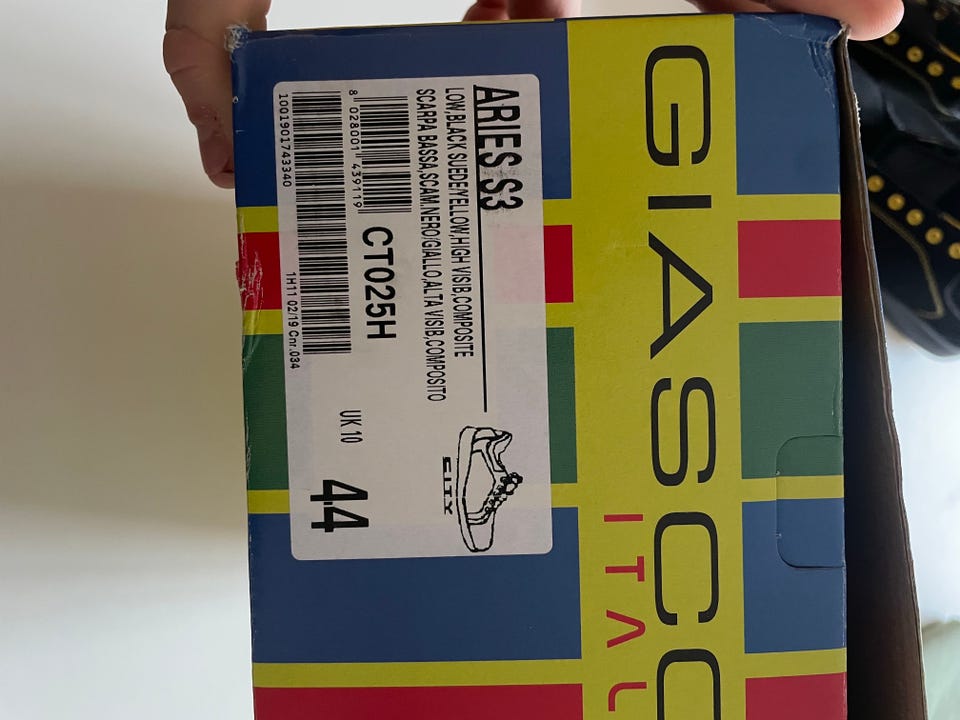 GIASCO
ITAL
ARIES S3
LOW,BLACK SUEDE/YELLOW,HIGH VISIB,COMPOSITE
SCARPA BASSA,SCAM.NERO/GIALLO,ALTA VISIB,COMPOSITO
8 028001 439119
CT025H
UK 10
44
CITY
1001901743340
1H11 02/19 Cnr.034